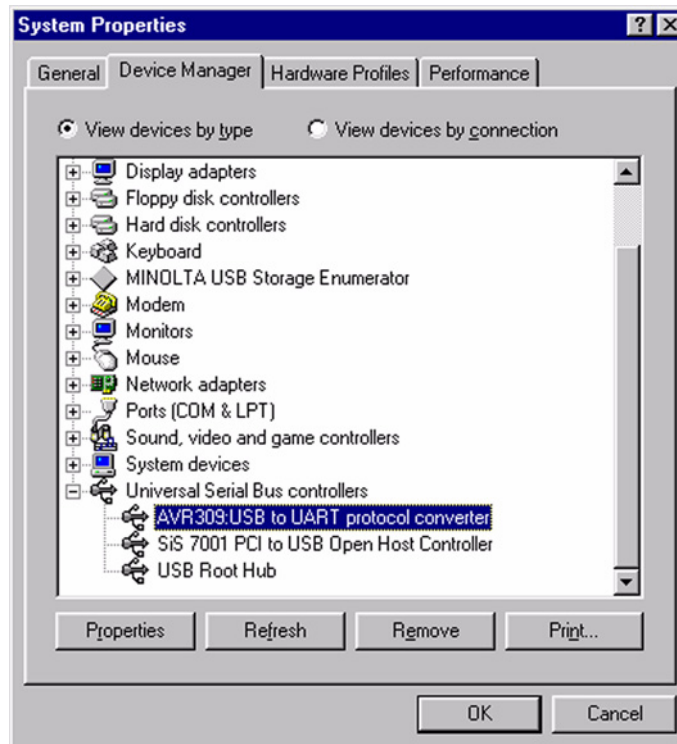 System Properties
General Device Manager Hardware Profiles Performance
View devices by type View devices by connection
Display adapters
Floppy disk controllers
Hard disk controllers
Keyboard
MINOLTA USB Storage Enumerator
Modem
Monitors
Mouse
Network adapters
Ports (COM & LPT)
Sound, video and game controllers
System devices
Universal Serial Bus controllers
AVR309:USB to UART protocol converter
SiS 7001 PCI to USB Open Host Controller
USB Root Hub
Properties Refresh Remove Print...
OK Cancel